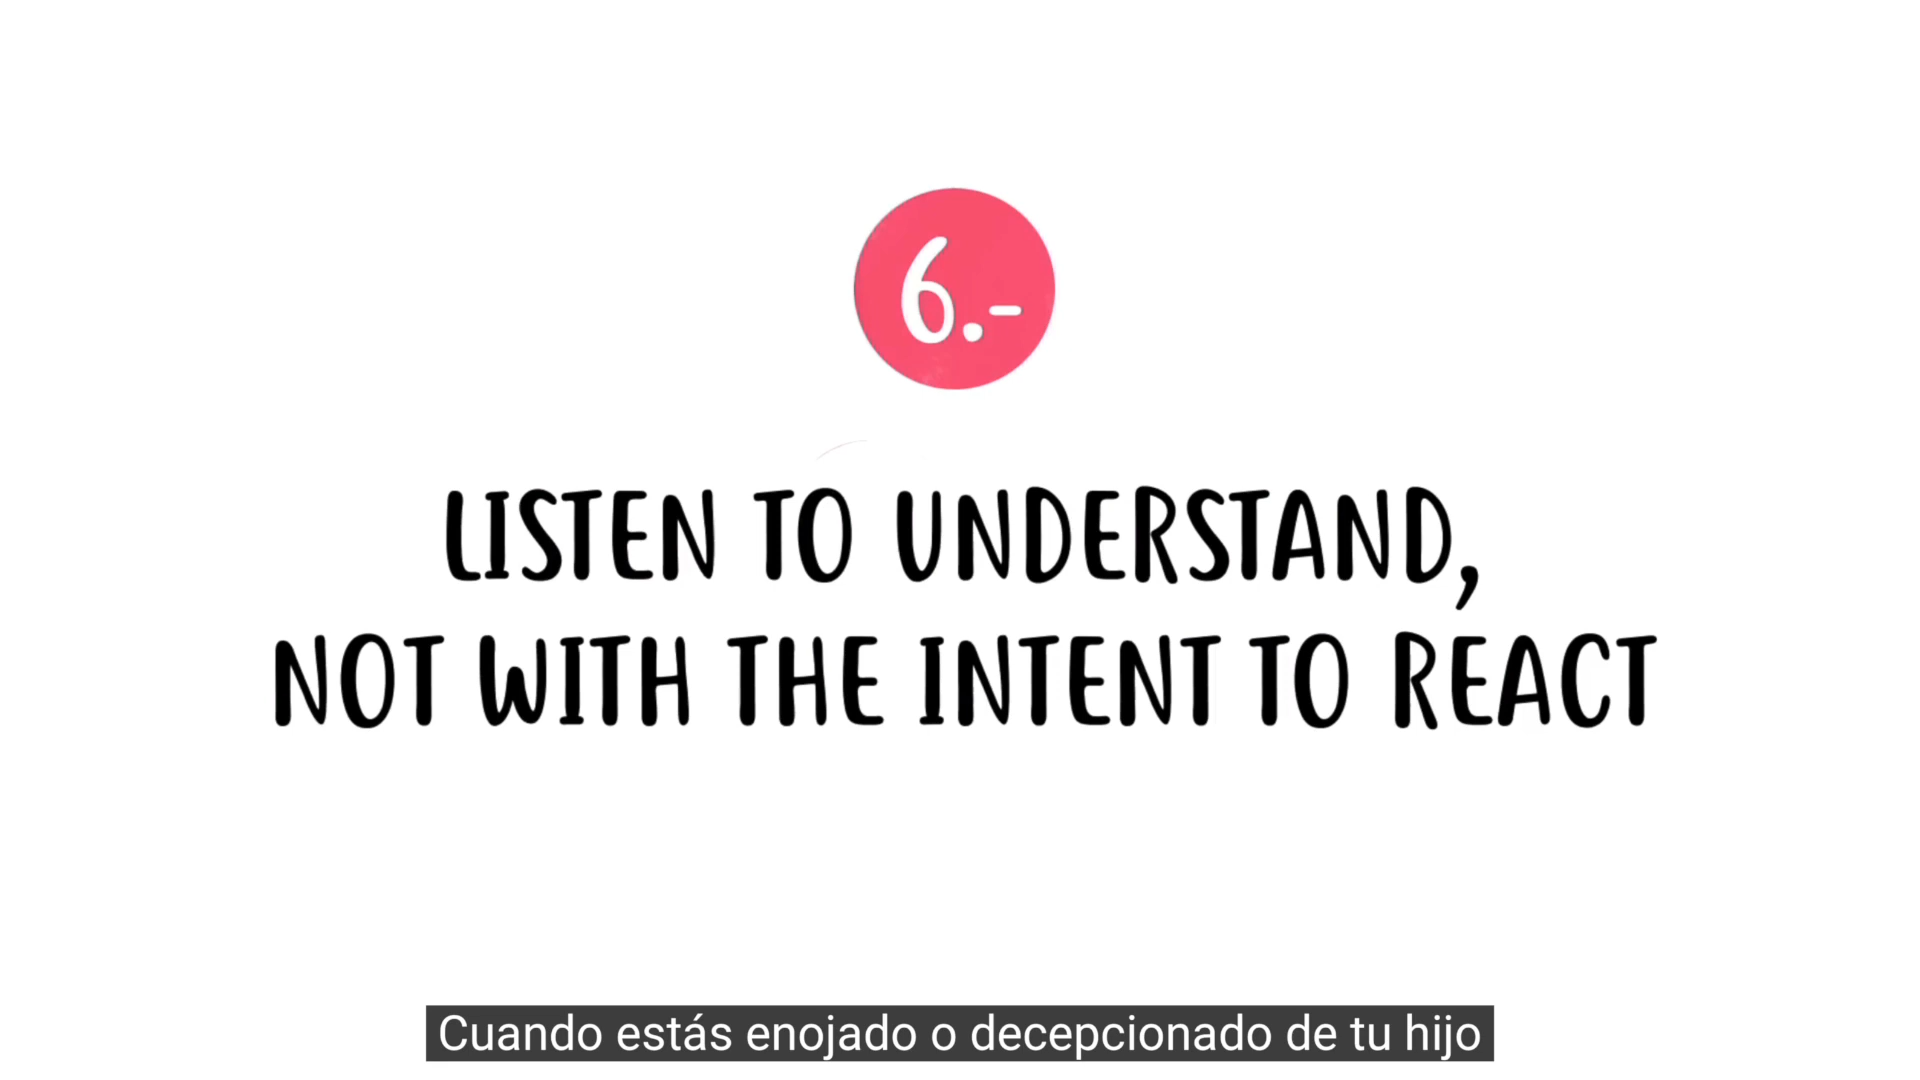 6.-
LISTEN TO UNDERSTAND,
NOT WITH THE INTENT TO REACT
Cuando estás enojado o decepcionado de tu hijo